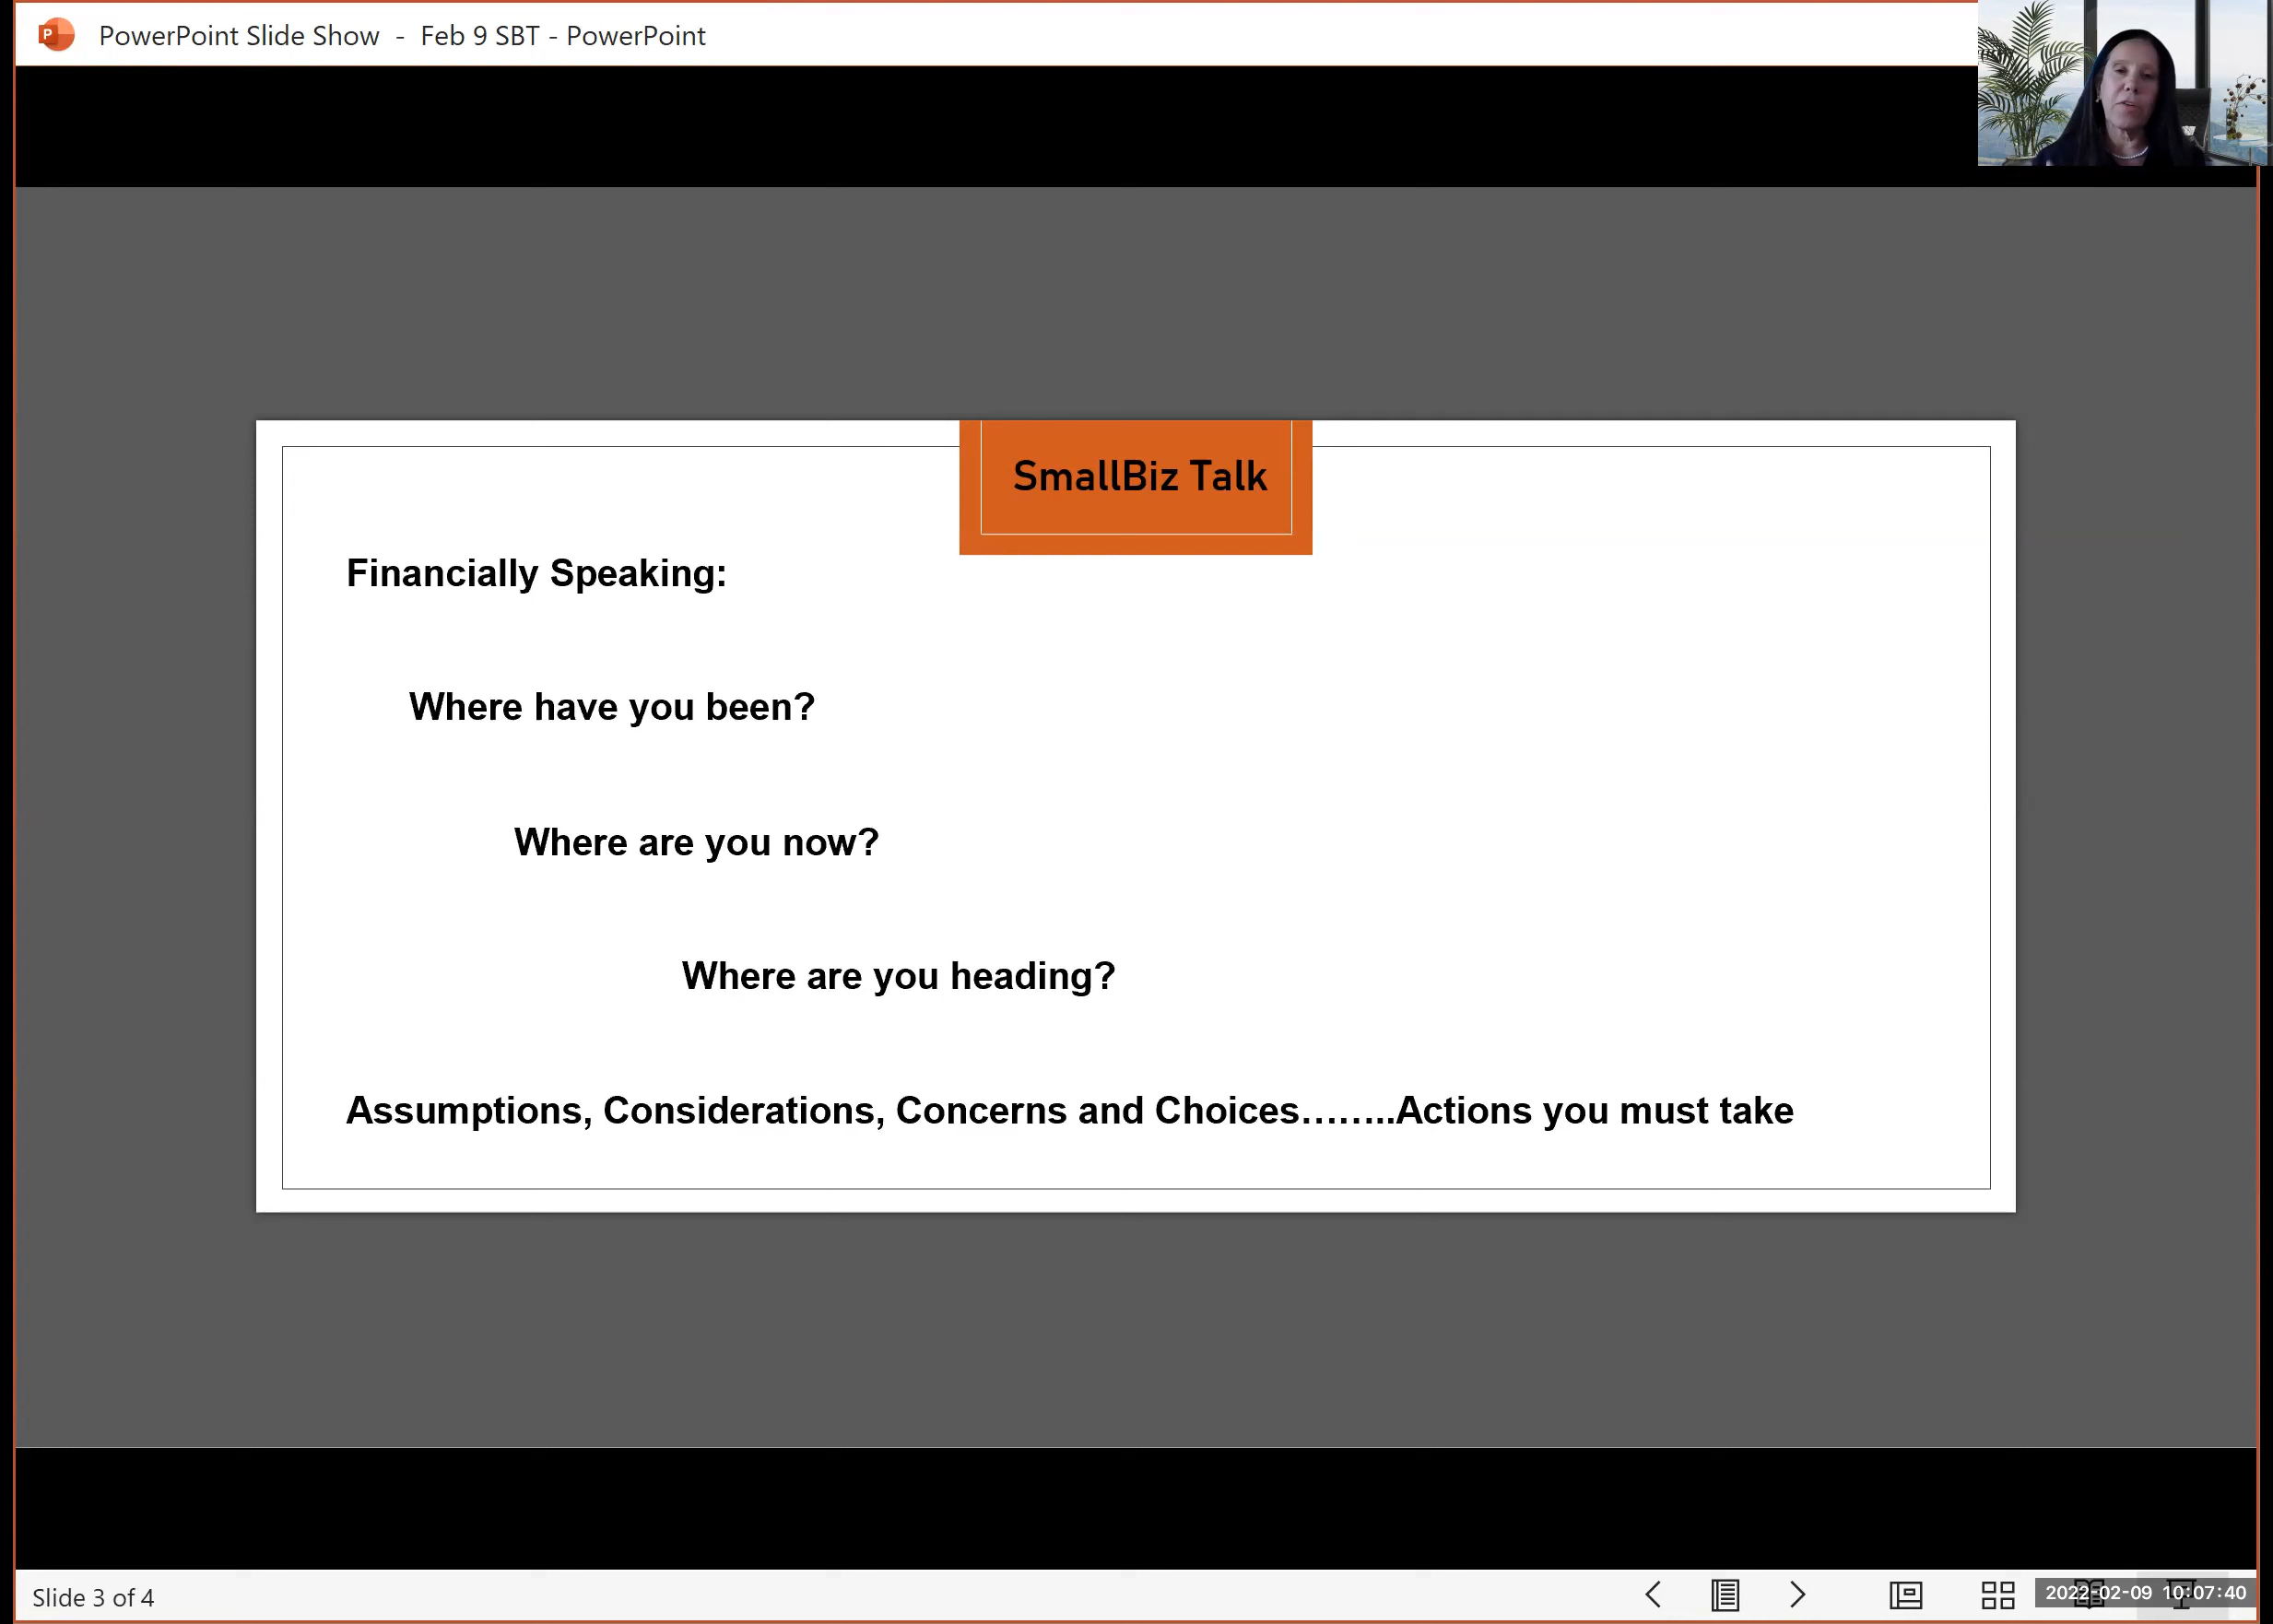 PowerPoint Slide Show - Feb 9 SBT - PowerPoint
SmallBiz Talk
Financially Speaking:
Where have you been?
Where are you now?
Where are you heading?
Assumptions, Considerations, Concerns and Choices……..Actions you must take
Slide 3 of 4
2022-02-09 10:07:40